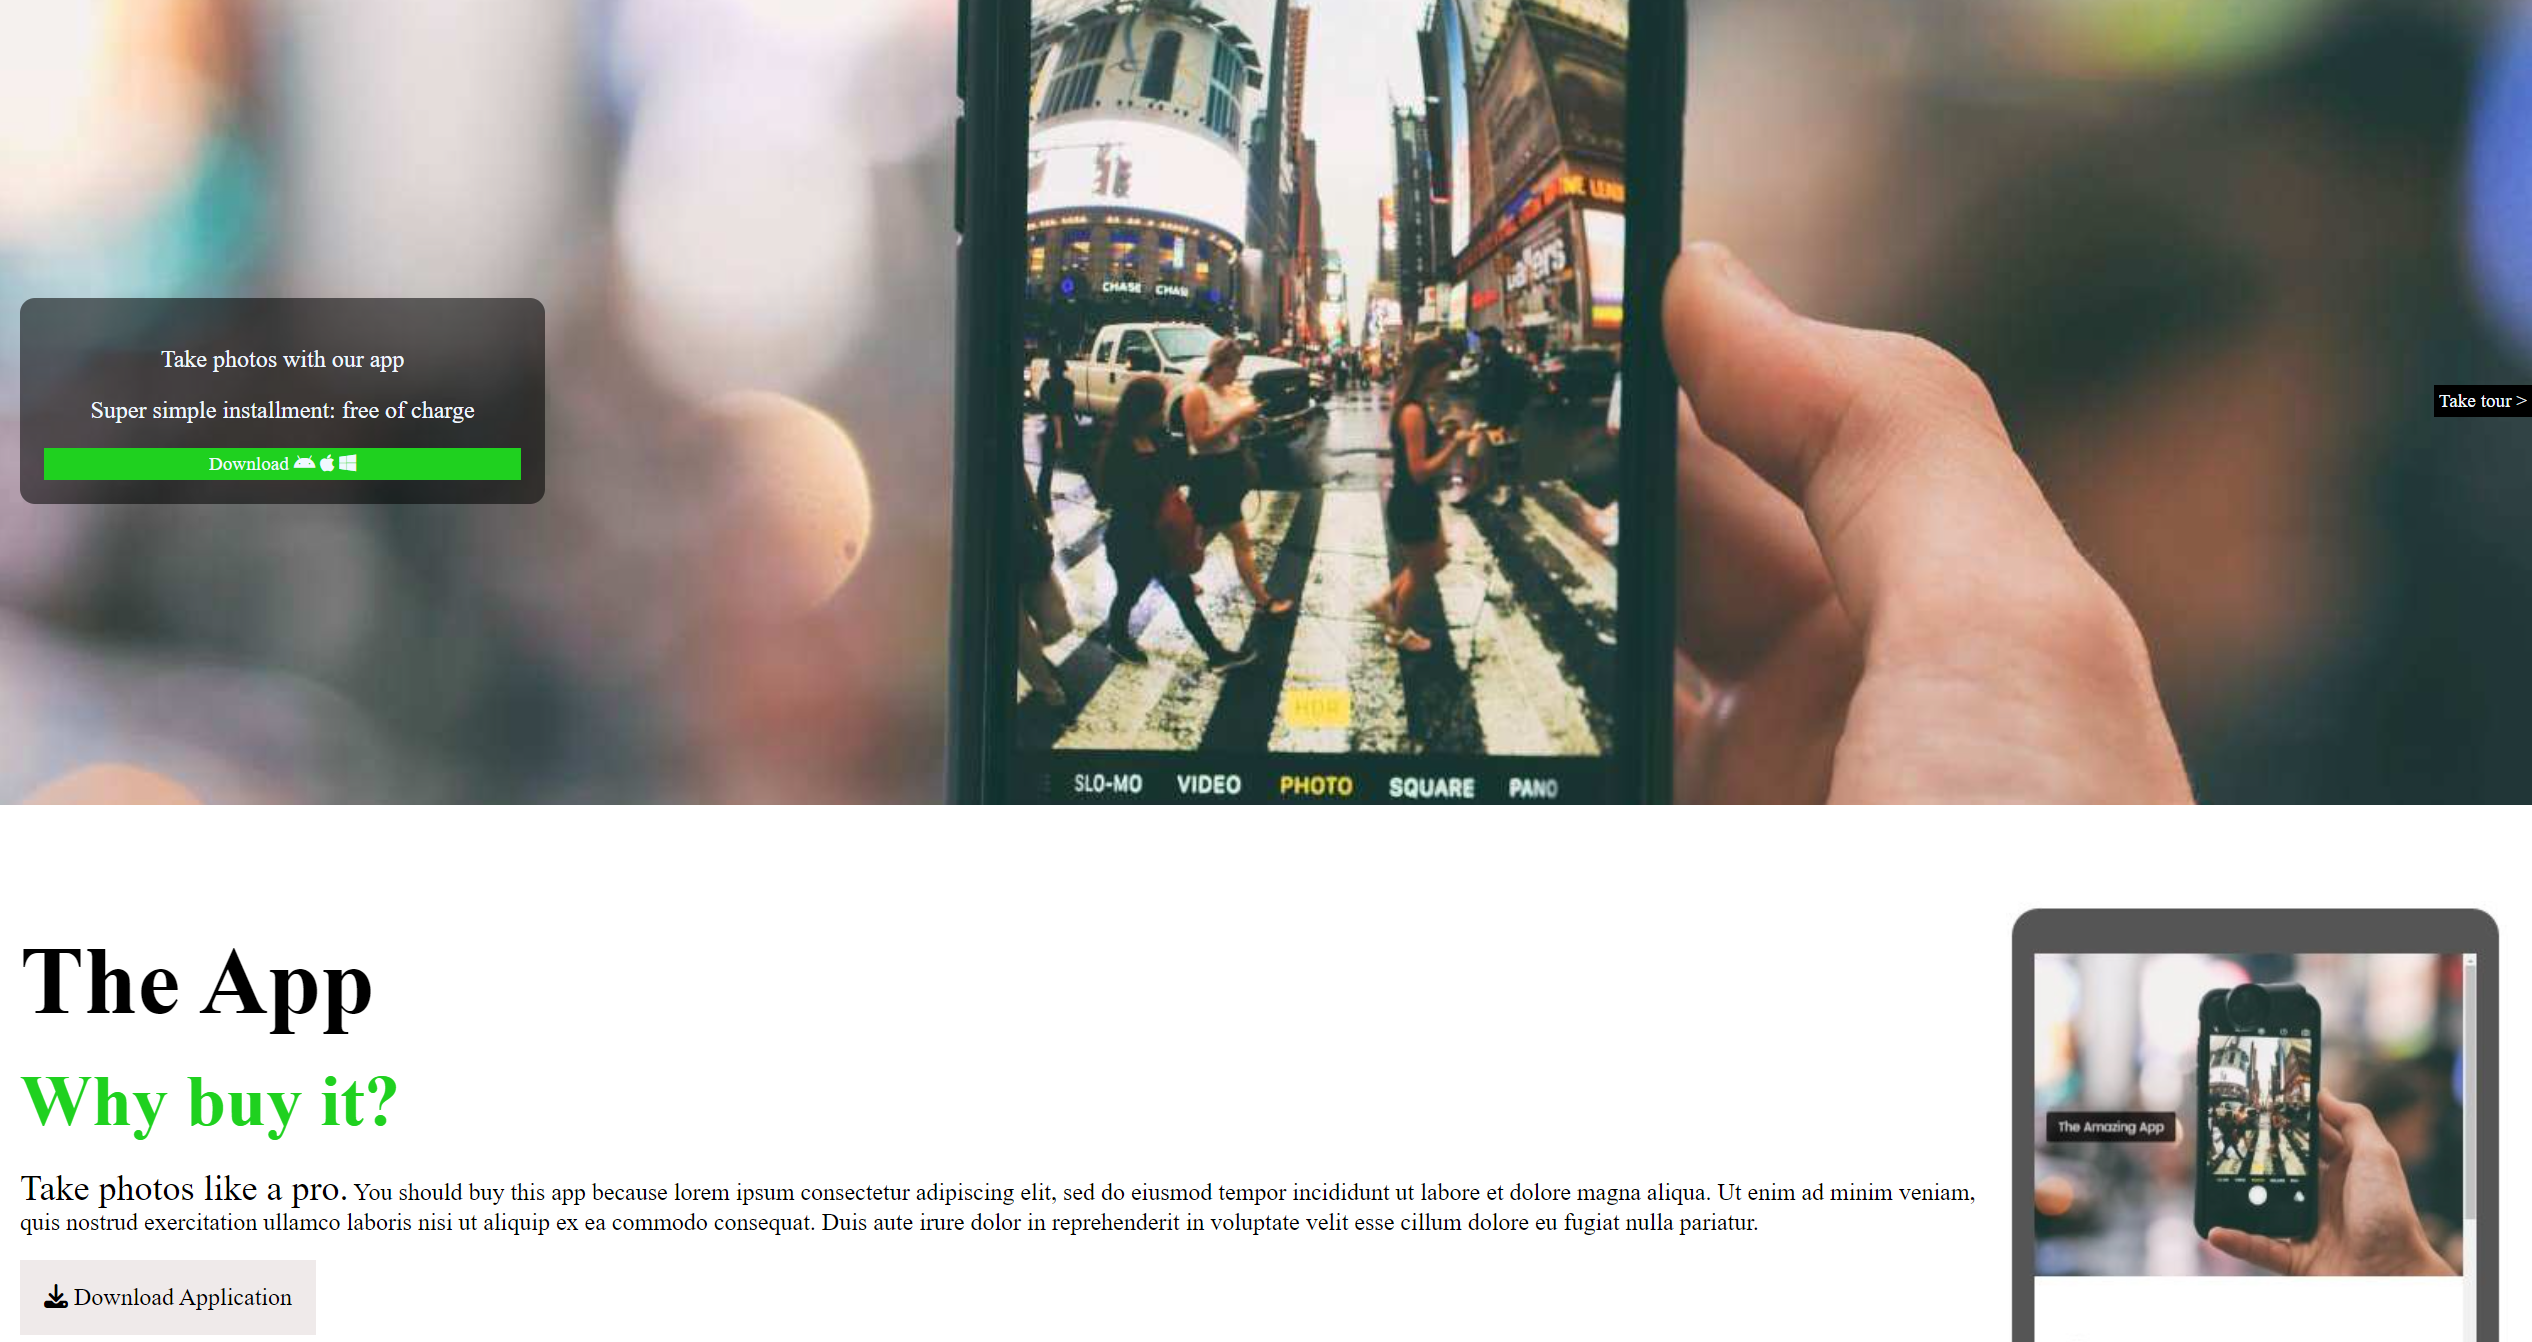 CHASE CHASE
Take photos with our app
Super simple installment: free of charge
Download
Take tour >
HDR
SLO-MO VIDEO PHOTO SQUARE PANO
The App
Why buy it?
Take photos like a pro. You should buy this app because lorem ipsum consectetur adipiscing elit, sed do eiusmod tempor incididunt ut labore et dolore magna aliqua. Ut enim ad minim veniam,
quis nostrud exercitation ullamco laboris nisi ut aliquip ex ea commodo consequat. Duis aute irure dolor in reprehenderit in voluptate velit esse cillum dolore eu fugiat nulla pariatur.
The Amazing App
Download Application